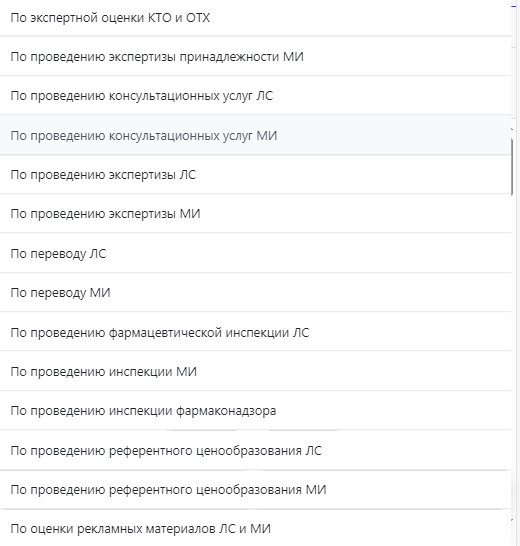 По экспертной оценки КТО и ОТХ
По проведению экспертизы принадлежности МИ
По проведению консультационных услуг ЛС
По проведению консультационных услуг МИ
По проведению экспертизы ЛС
По проведению экспертизы МИ
По переводу ЛС
По переводу МИ
По проведению фармацевтической инспекции ЛС
По проведению инспекции МИ
По проведению инспекции фармаконадзора
По проведению референтного ценообразования ЛС
По проведению референтного ценообразования МИ
По оценки рекламных материалов ЛС и МИ